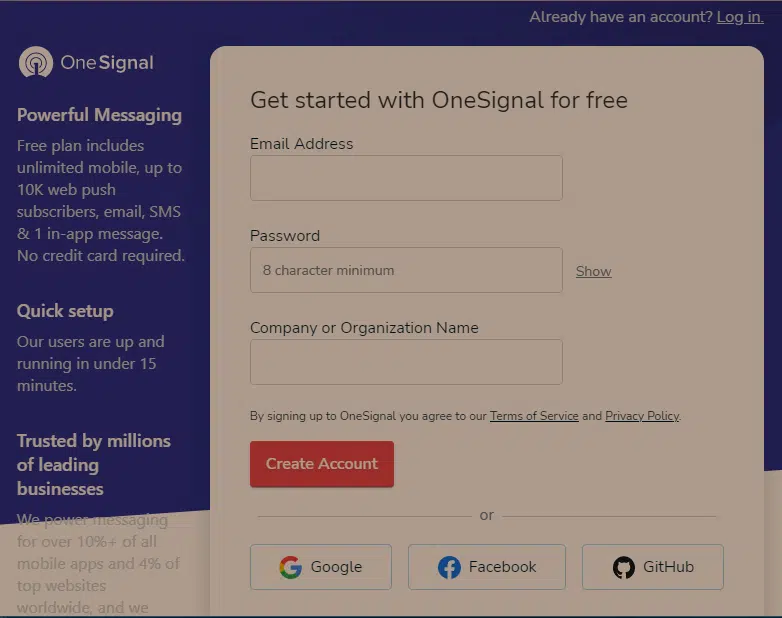 Already have an account? Log in.
OneSignal
Powerful Messaging
Free plan includes
unlimited mobile, up to
10K web push
subscribers, email, SMS
& 1 in-app message.
No credit card required.
Quick setup
Our users are up and
running in under 15
minutes.
Trusted by millions
of leading
businesses
We power messaging
for over 10%+ of all
mobile apps and 4% of
top websites
worldwide, and we
Get started with OneSignal for free
Email Address
Password
8 character minimum
Show
Company or Organization Name
By signing up to OneSignal you agree to our Terms of Service and Privacy Policy.
Create Account
or
Google
Facebook
GitHub